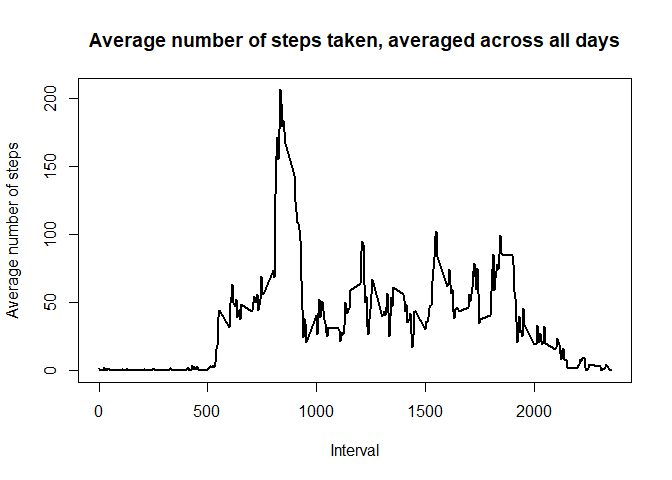 Average number of steps taken, averaged across all days
Average number of steps
200
150
100
50
0
0 500 1000 1500 2000
Interval